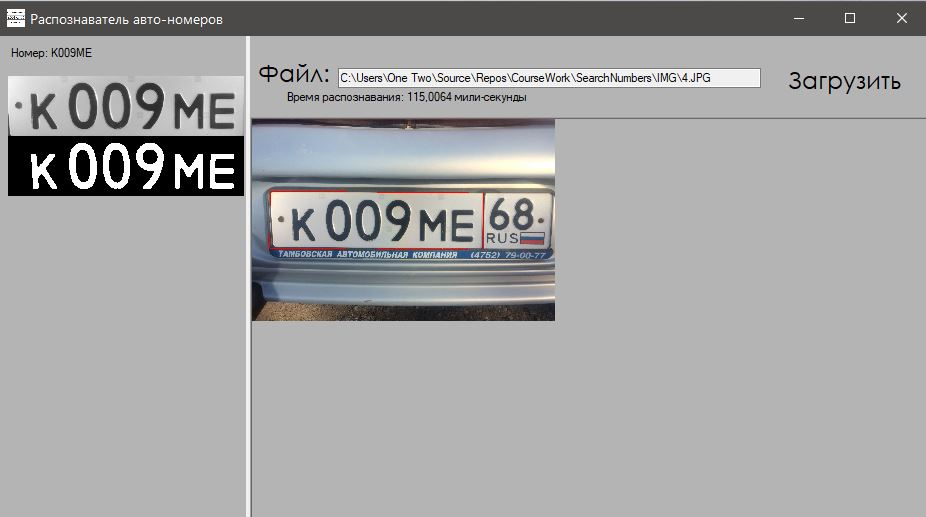 Распознаватель авто-номеров
Номер: К009МЕ
К 009 МЕ
К 009 МЕ
Файл: C:\Users\One Two\Source\Repos\CourseWork\SearchNumbers\IMG\4.JPG
Загрузить
Время распознавания: 115,0064 мили-секунды
К 009 МЕ 68
RUS
ТАМБОВСКАЯ АВТОМОБИЛЬНАЯ КОМПАНИЯ (4752) 79-00-77